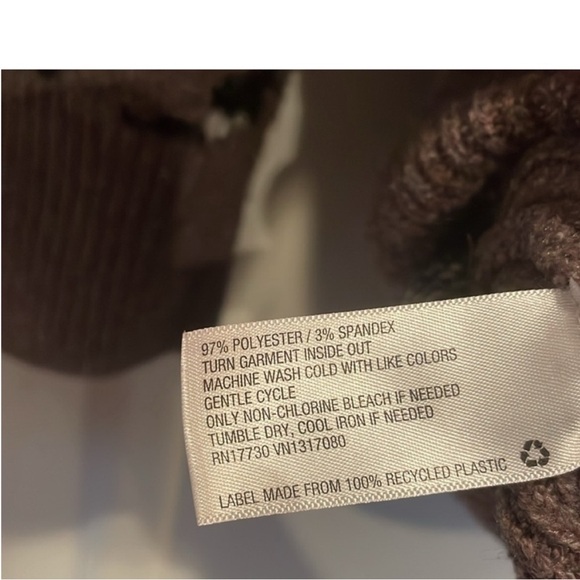 97% POLYESTER / 3% SPANDEX
TURN GARMENT INSIDE OUT
MACHINE WASH COLD WITH LIKE COLORS
GENTLE CYCLE
ONLY NON-CHLORINE BLEACH IF NEEDED
TUMBLE DRY, COOL IRON IF NEEDED
RN17730 VN1317080
LABEL MADE FROM 100% RECYCLED PLASTIC